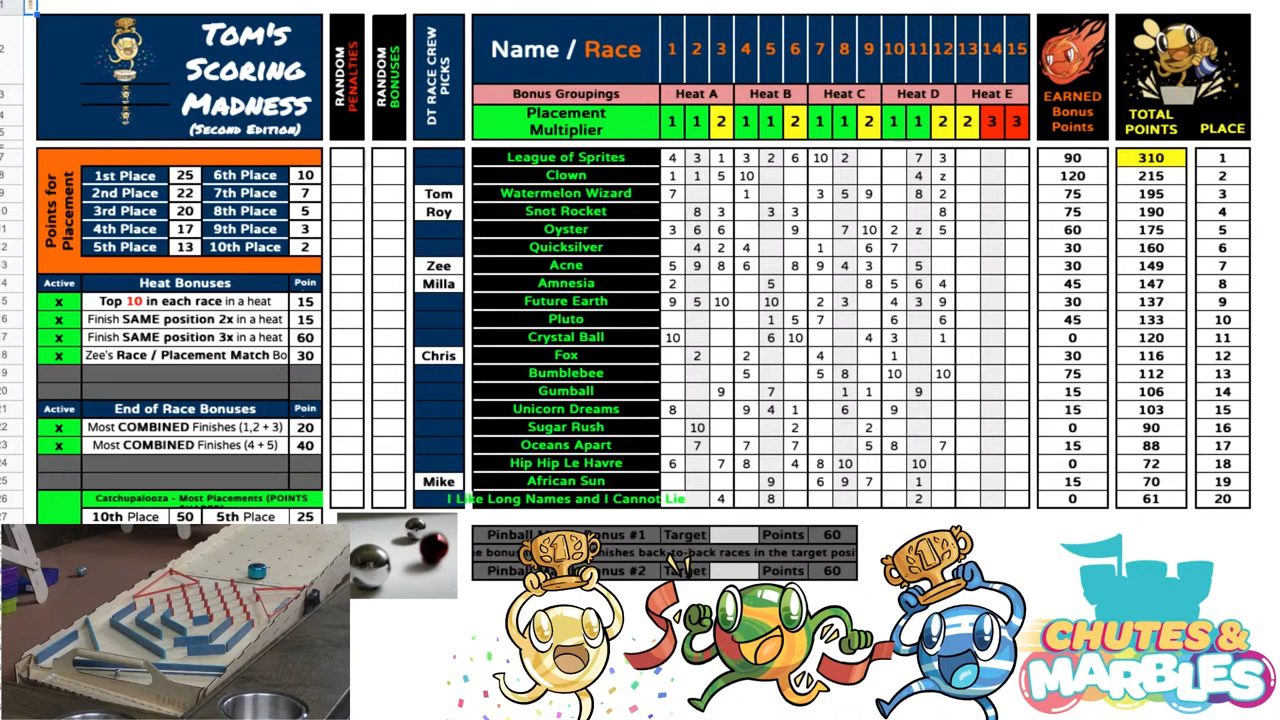 TOM'S
SCORING
MADNESS
(SECOND EDITION)
RANDOM PENALTIES
RANDOM BONUSES
DT RACE CREW PICKS
Name / Race 1 2 3 4 5 6 7 8 9 10 11 12 13 14 15
Bonus Groupings Heat A Heat B Heat C Heat D Heat E
Placement Multiplier 1 1 2 1 1 2 1 1 2 1 1 2 2 3 3
EARNED Bonus Points
TOTAL POINTS
PLACE
Points for Placement
1st Place 25 6th Place 10
2nd Place 22 7th Place 7
3rd Place 20 8th Place 5
4th Place 17 9th Place 3
5th Place 13 10th Place 2
Active Heat Bonuses Poin
x Top 10 in each race in a heat 15
x Finish SAME position 2x in a heat 15
x Finish SAME position 3x in a heat 60
x Zee's Race / Placement Match Bo 30
Active End of Race Bonuses Poin
x Most COMBINED Finishes (1,2 + 3) 20
x Most COMBINED Finishes (4 + 5) 40
Catchupalooza - Most Placements (POINTS
10th Place 50 5th Place 25
League of Sprites 4 3 1 3 2 6 10 2 7 3 90 310 1
Clown 1 1 5 10 4 z 120 215 2
Tom Watermelon Wizard 7 1 3 5 9 8 2 75 195 3
Roy Snot Rocket 8 3 3 3 8 75 190 4
Oyster 3 6 6 9 7 10 2 z 5 60 175 5
Quicksilver 4 2 4 1 6 7 30 160 6
Zee Acne 5 9 8 6 8 9 4 3 5 30 149 7
Milla Amnesia 2 5 8 5 6 4 45 147 8
Future Earth 9 5 10 10 2 3 4 3 9 30 137 9
Pluto 1 5 7 6 6 45 133 10
Crystal Ball 10 6 10 4 3 1 0 120 11
Chris Fox 2 2 4 1 30 116 12
Bumblebee 5 5 8 10 10 75 112 13
Gumball 9 7 1 1 9 15 106 14
Unicorn Dreams 8 9 4 1 6 9 15 103 15
Sugar Rush 10 2 2 0 90 16
Oceans Apart 7 7 7 5 8 7 15 88 17
Hip Hip Le Havre 6 7 8 4 8 10 10 0 72 18
Mike African Sun 9 6 9 7 1 15 70 19
I Like Long Names and I Cannot Lie 4 8 2 0 61 20
Pinball M onus #1 Target Points 60
e bonus inishes back-to-back races in the target posi
Pinball onus #2 Target Points 60
1
1
CHUTES &
MARBLES